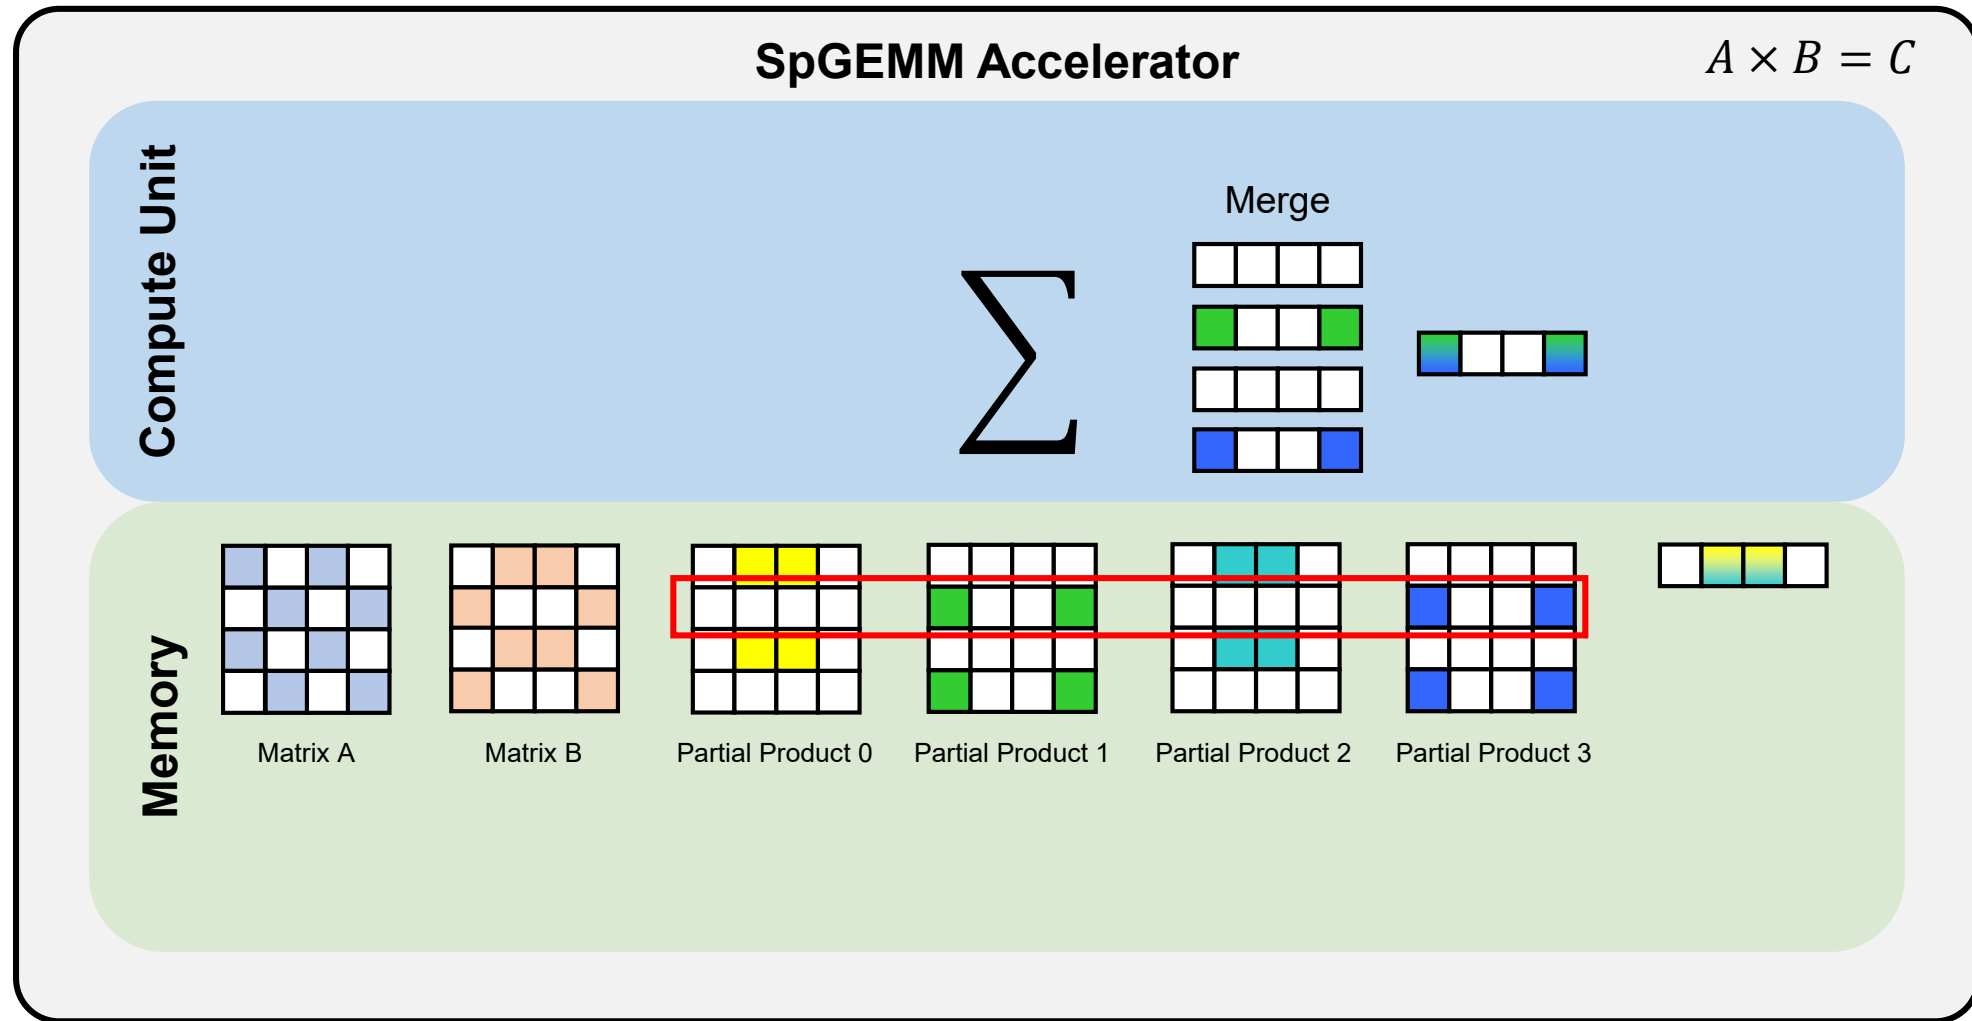 SpGEMM Accelerator
A × B = C
Compute Unit
Merge
∑
Memory
Matrix A
Matrix B
Partial Product 0
Partial Product 1
Partial Product 2
Partial Product 3